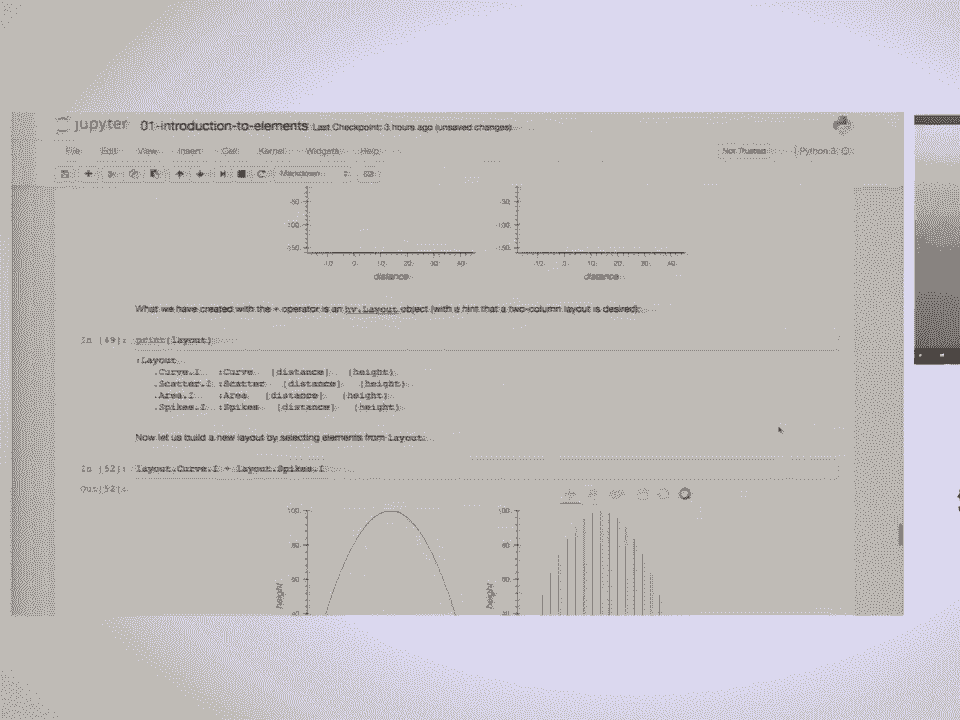 jupyter 01-introduction-to-elements Last Checkpoint: 3 hours ago (unsaved changes)
File Edit View Insert Cell Kernel Widgets Help Not Trusted Python 3
Markdown
-50 -50
-100 -100
-150 -150
-10 0 10 20 30 40 -10 0 10 20 30 40
distance distance
What we have created with the + operator is an hv.Layout object (with a hint that a two-column layout is desired):
In [49]: print(layout)
:Layout
.Curve.I :Curve [distance] (height)
.Scatter.I :Scatter [distance] (height)
.Area.I :Area [distance] (height)
.Spikes.I :Spikes [distance] (height)
Now let us build a new layout by selecting elements from layout:
In [52]: layout.Curve.I + layout.Spikes.I
Out[52]:
100 100
80 80
60 60
40 40
height height